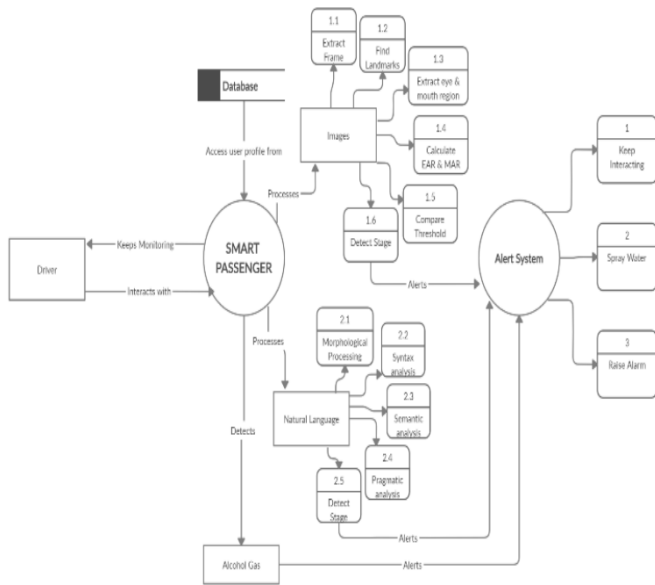 1.1
Extract
Frame
1.2
Find
Landmarks
1.3
Extract eye &
mouth region
Database
Images
1.4
Calculate
EAR & MAR
1
Keep
Interacting
Access user profile from
Processes
1.5
Compare
Threshold
1.6
Detect Stage
Keeps Monitoring
SMART
PASSENGER
Driver
Interacts with
Alert System
2
Spray Water
Alerts
2.1
Morphological
Processing
2.2
Syntax
analysis
3
Raise Alarm
Processes
2.3
Semantic
analysis
Natural Language
Detects
2.4
Pragmatic
analysis
2.5
Detect
Stage
Alerts
Alcohol Gas
Alerts